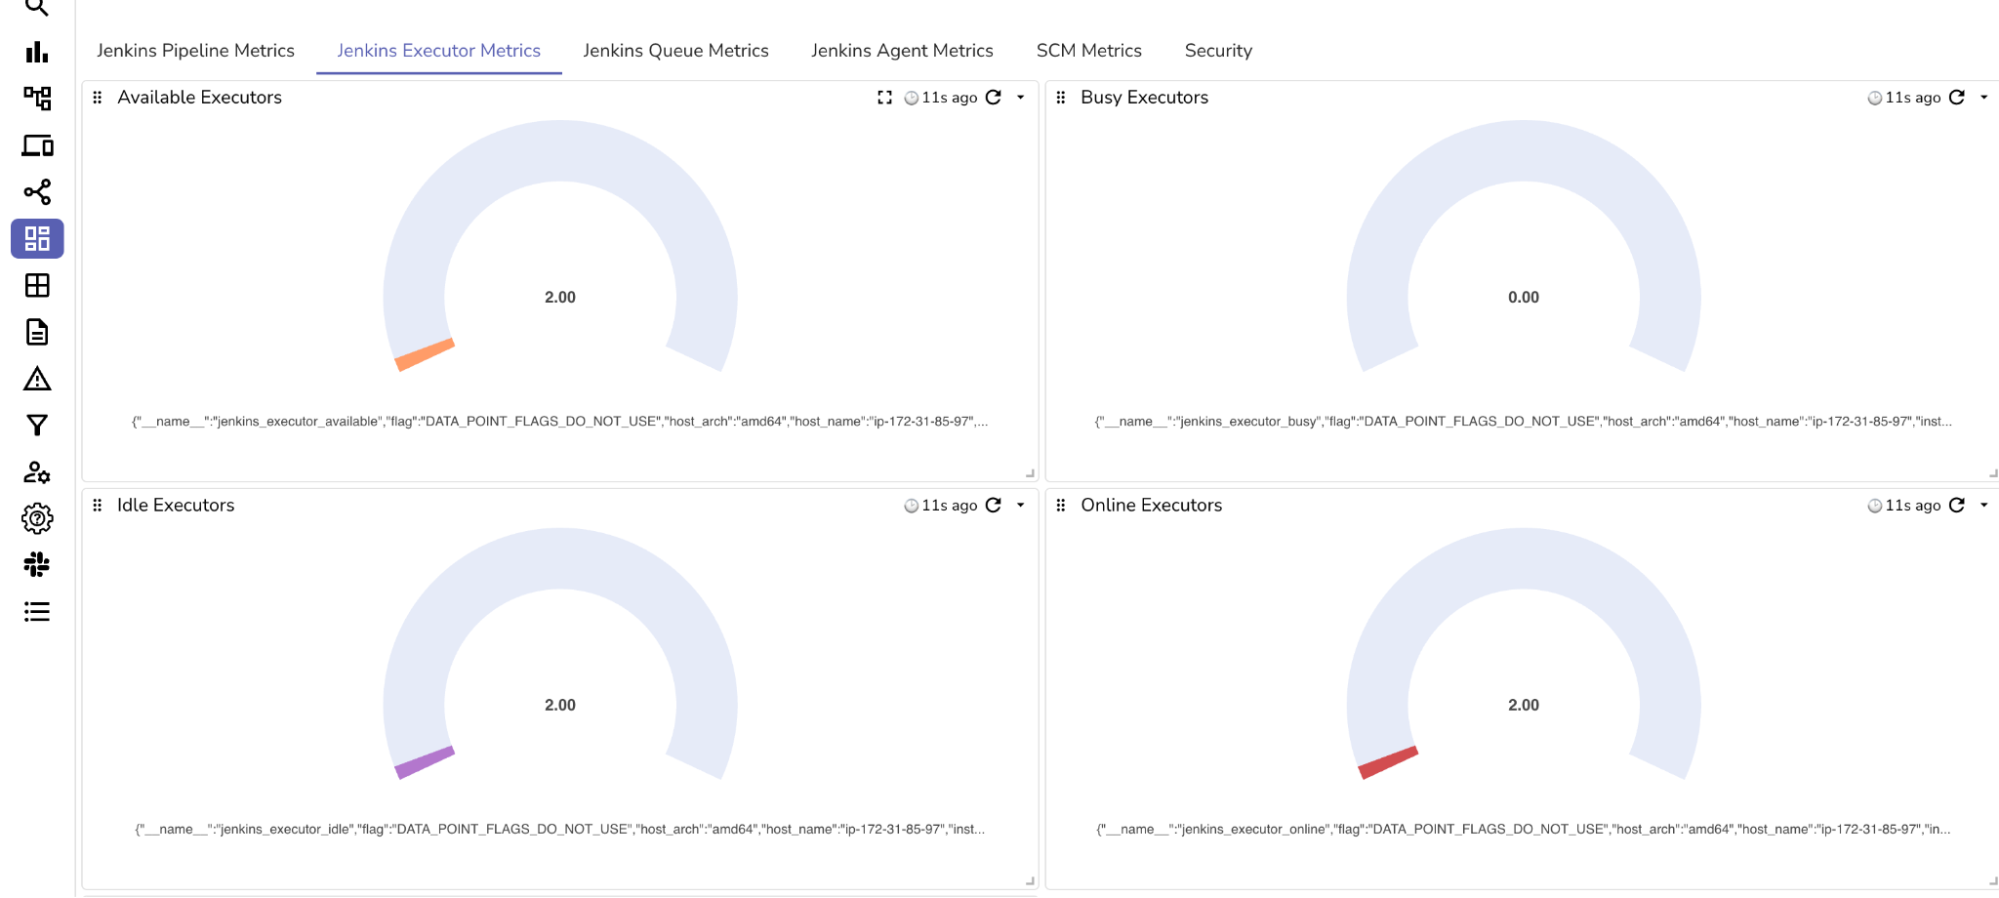 Jenkins Pipeline Metrics Jenkins Executor Metrics Jenkins Queue Metrics Jenkins Agent Metrics SCM Metrics Security
Available Executors 11s ago
2.00
{"__name__":"jenkins_executor_available","flag":"DATA_POINT_FLAGS_DO_NOT_USE","host_arch":"amd64","host_name":"ip-172-31-85-97",...
Busy Executors 11s ago
0.00
{"__name__":"jenkins_executor_busy","flag":"DATA_POINT_FLAGS_DO_NOT_USE","host_arch":"amd64","host_name":"ip-172-31-85-97","inst...
Idle Executors 11s ago
2.00
{"__name__":"jenkins_executor_idle","flag":"DATA_POINT_FLAGS_DO_NOT_USE","host_arch":"amd64","host_name":"ip-172-31-85-97","inst...
Online Executors 11s ago
2.00
{"__name__":"jenkins_executor_online","flag":"DATA_POINT_FLAGS_DO_NOT_USE","host_arch":"amd64","host_name":"ip-172-31-85-97","in...